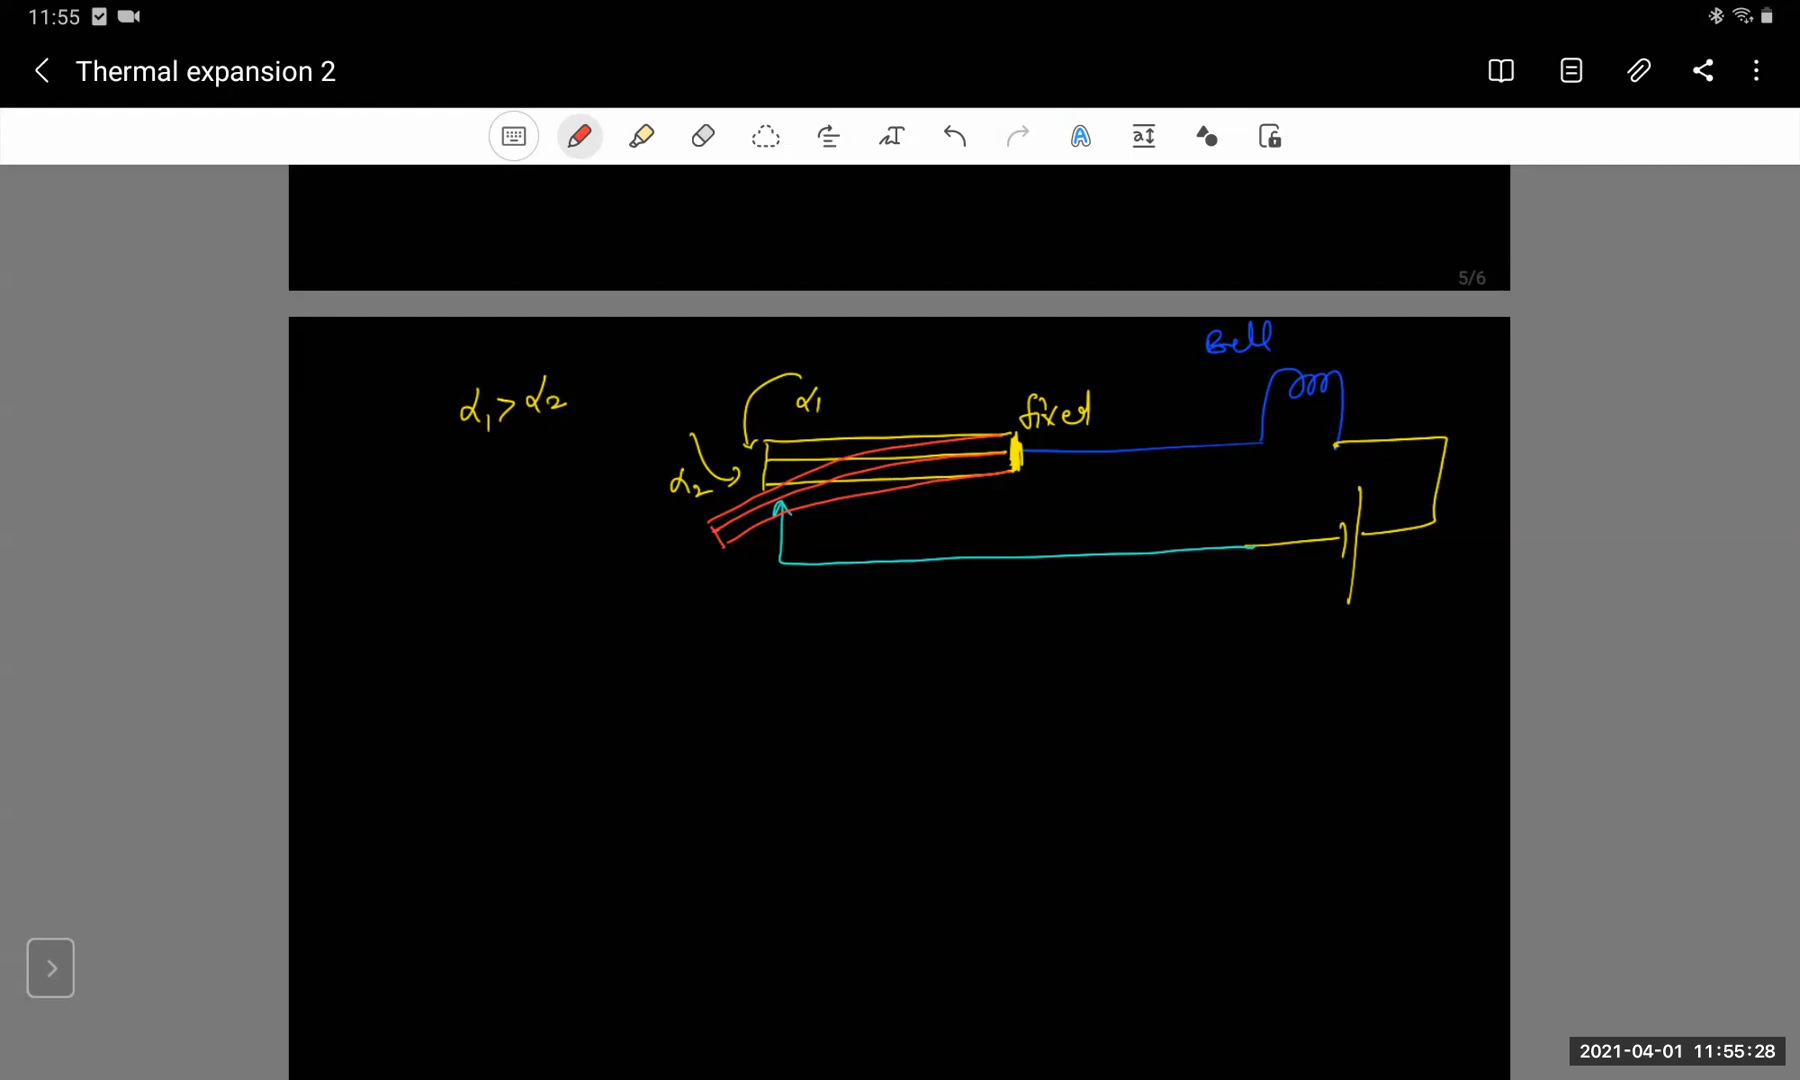 11:55
Thermal expansion 2
5/6
Bell
α₁ > α₂
α₁
fixed
α₂
2021-04-01 11:55:28